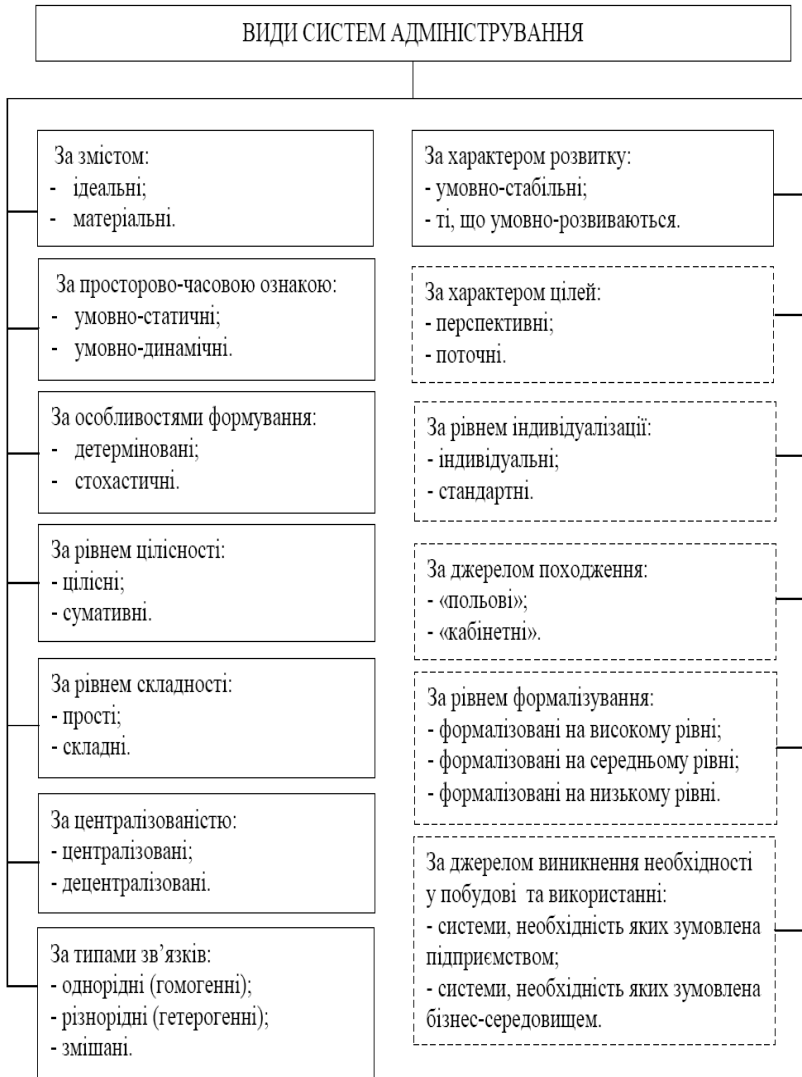 ВИДИ СИСТЕМ АДМІНІСТРУВАННЯ
За змістом:
- ідеальні;
- матеріальні.
За просторово-часовою ознакою:
- умовно-статичні;
- умовно-динамічні.
За особливостями формування:
- детерміновані;
- стохастичні.
За рівнем цілісності:
- цілісні;
- сумативні.
За рівнем складності:
- прості;
- складні.
За централізованістю:
- централізовані;
- децентралізовані.
За типами зв’язків:
- однорідні (гомогенні);
- різнорідні (гетерогенні);
- змішані.
За характером розвитку:
- умовно-стабільні;
- ті, що умовно-розвиваються.
За характером цілей:
- перспективні;
- поточні.
За рівнем індивідуалізації:
- індивідуальні;
- стандартні.
За джерелом походження:
- «польові»;
- «кабінетні».
За рівнем формалізування:
- формалізовані на високому рівні;
- формалізовані на середньому рівні;
- формалізовані на низькому рівні.
За джерелом виникнення необхідності
у побудові та використанні:
- системи, необхідність яких зумовлена
підприємством;
- системи, необхідність яких зумовлена
бізнес-середовищем.